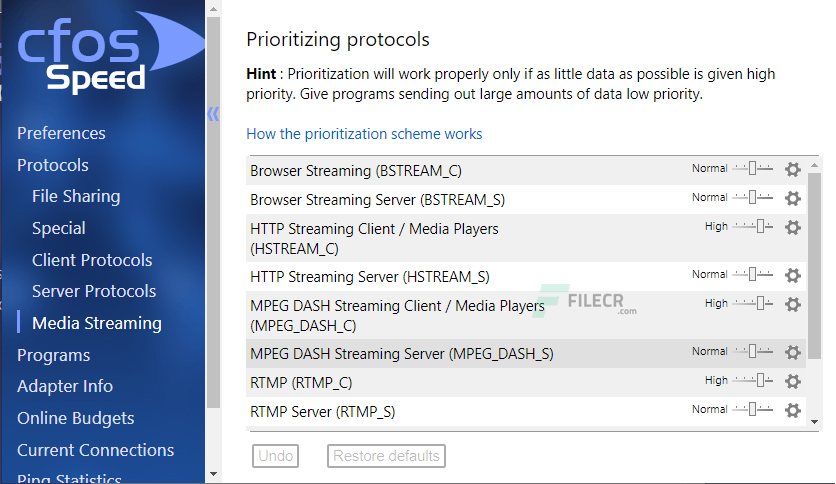 cfos
Speed
Preferences
Protocols
File Sharing
Special
Client Protocols
Server Protocols
Media Streaming
Programs
Adapter Info
Online Budgets
Current Connections
Ping Statistics
«
Prioritizing protocols
Hint : Prioritization will work properly only if as little data as possible is given high
priority. Give programs sending out large amounts of data low priority.
How the prioritization scheme works
Browser Streaming (BSTREAM_C) Normal
Browser Streaming Server (BSTREAM_S) Normal
HTTP Streaming Client / Media Players High
(HSTREAM_C)
HTTP Streaming Server (HSTREAM_S) Normal
MPEG DASH Streaming Client / Media Players High
(MPEG_DASH_C)
MPEG DASH Streaming Server (MPEG_DASH_S) Normal
RTMP (RTMP_C) High
RTMP Server (RTMP_S) Normal
FILECR
.com
Undo Restore defaults